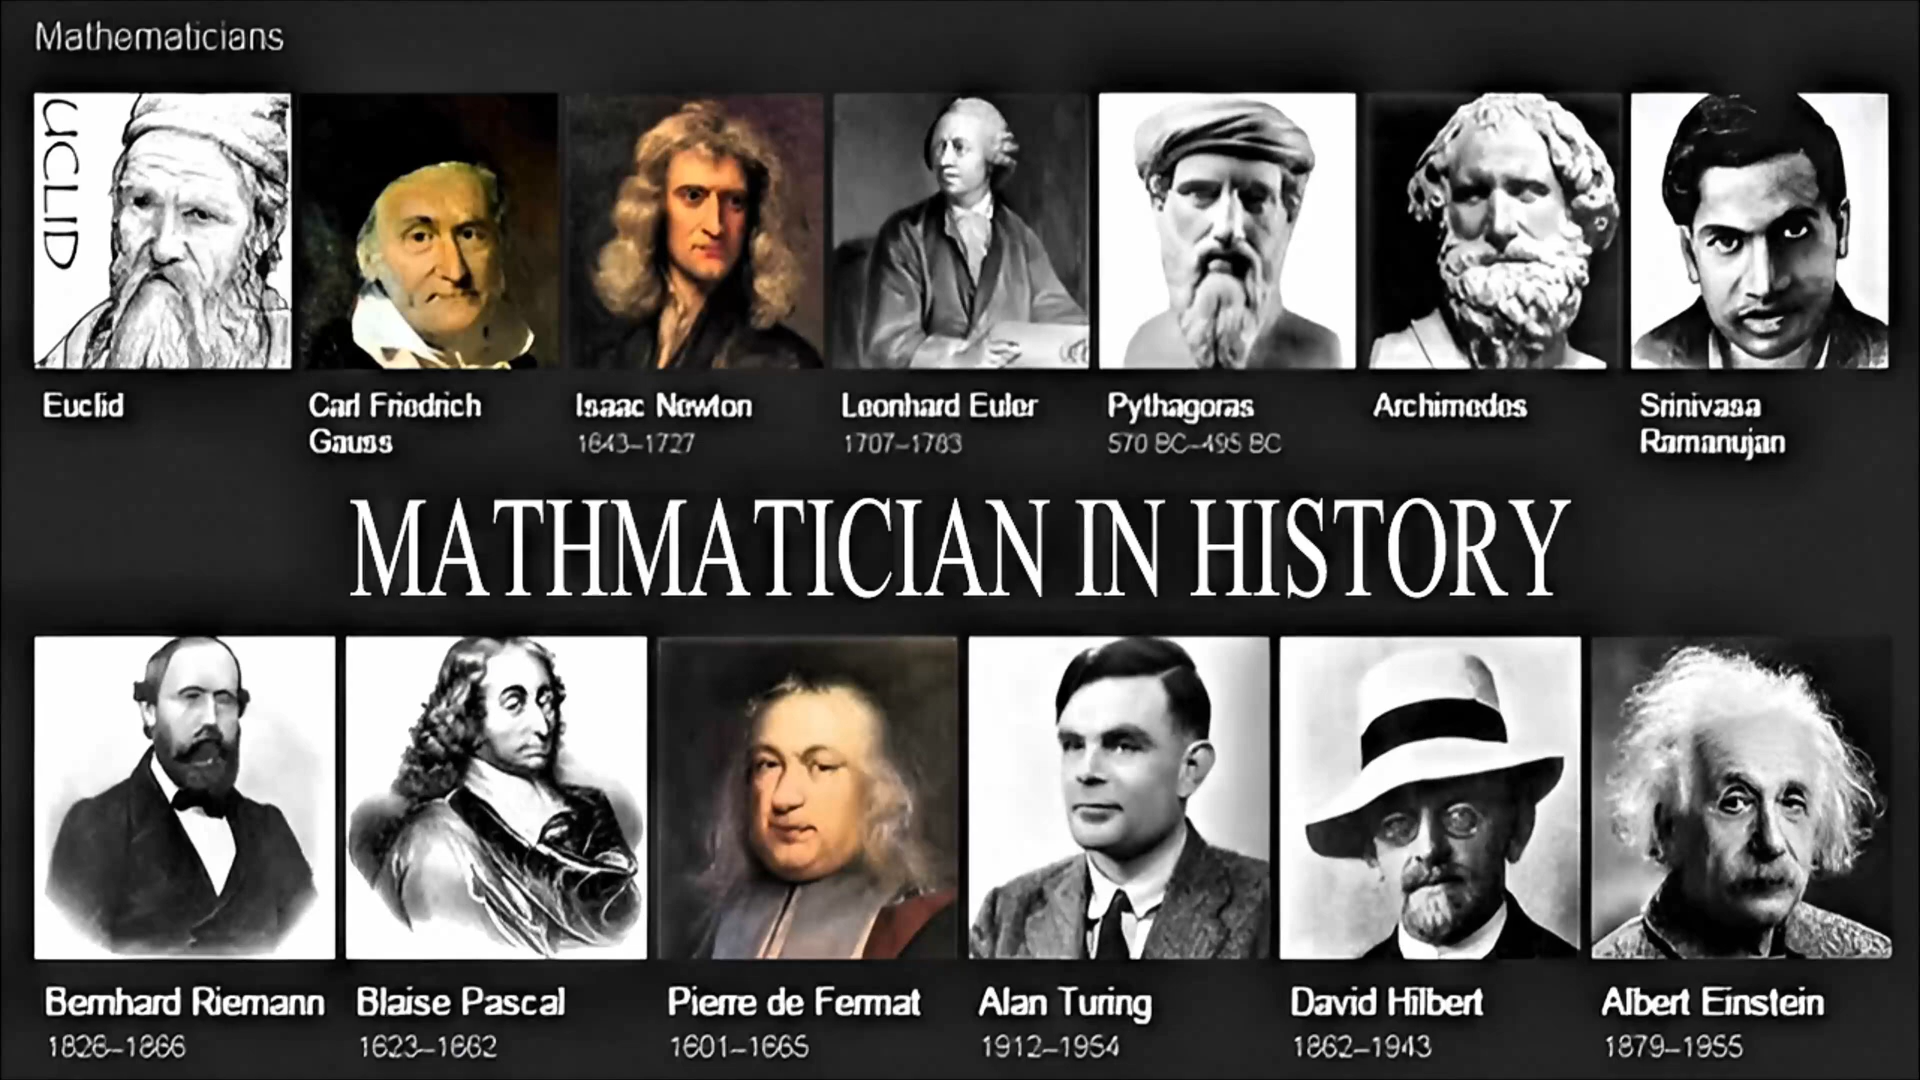 Mathematicians
UCLID
Euclid
Carl Friedrich
Gauss
Isaac Newton
1643–1727
Leonhard Euler
1707–1783
Pythagoras
570 BC–495 BC
Archimedes
Srinivasa
Ramanujan
MATHMATICIAN IN HISTORY
Bernhard Riemann
1826–1866
Blaise Pascal
1623–1662
Pierre de Fermat
1601–1665
Alan Turing
1912–1954
David Hilbert
1862–1943
Albert Einstein
1879–1955